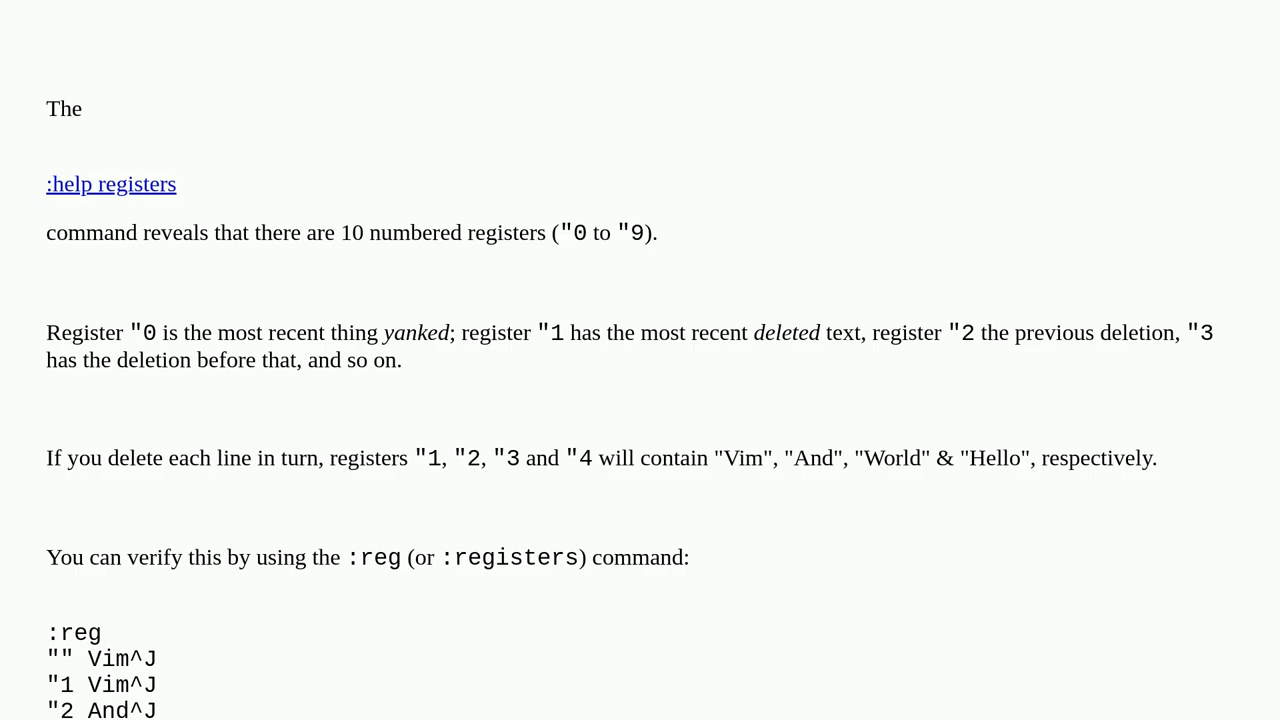 The
:help registers
command reveals that there are 10 numbered registers ("0 to "9).
Register "0 is the most recent thing yanked; register "1 has the most recent deleted text, register "2 the previous deletion, "3
has the deletion before that, and so on.
If you delete each line in turn, registers "1, "2, "3 and "4 will contain "Vim", "And", "World" & "Hello", respectively.
You can verify this by using the :reg (or :registers) command:
:reg
"" Vim^J
"1 Vim^J
"2 And^J